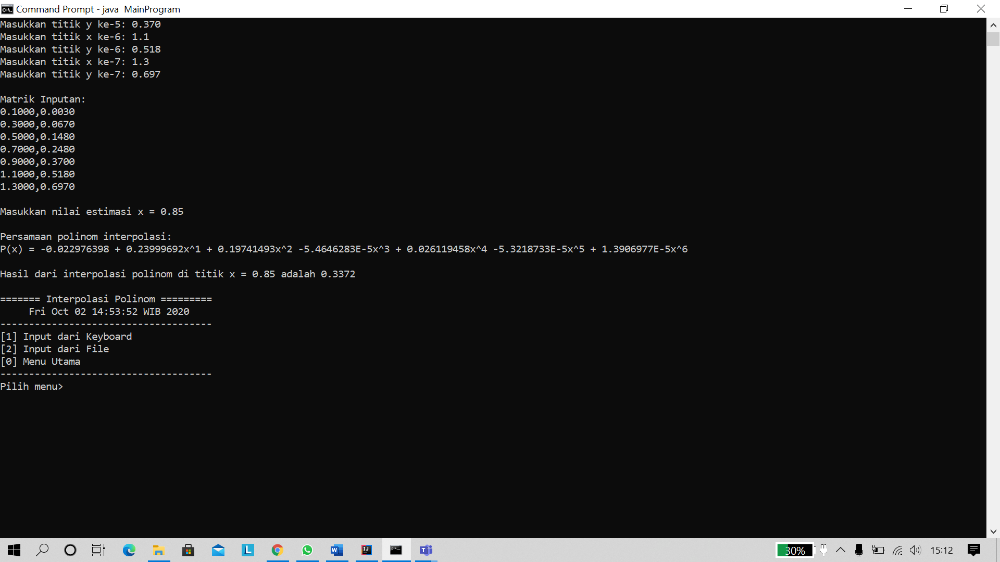 Command Prompt - java  MainProgram
Masukkan titik y ke-5: 0.370
Masukkan titik x ke-6: 1.1
Masukkan titik y ke-6: 0.518
Masukkan titik x ke-7: 1.3
Masukkan titik y ke-7: 0.697
Matrik Inputan:
0.1000,0.0030
0.3000,0.0670
0.5000,0.1480
0.7000,0.2480
0.9000,0.3700
1.1000,0.5180
1.3000,0.6970
Masukkan nilai estimasi x = 0.85
Persamaan polinom interpolasi:
P(x) = -0.022976398 + 0.23999692x^1 + 0.19741493x^2 -5.4646283E-5x^3 + 0.026119458x^4 -5.3218733E-5x^5 + 1.3906977E-5x^6
Hasil dari interpolasi polinom di titik x = 0.85 adalah 0.3372
======= Interpolasi Polinom =========
     Fri Oct 02 14:53:52 WIB 2020
-------------------------------------
[1] Input dari Keyboard
[2] Input dari File
[0] Menu Utama
-------------------------------------
Pilih menu>
30%
15:12